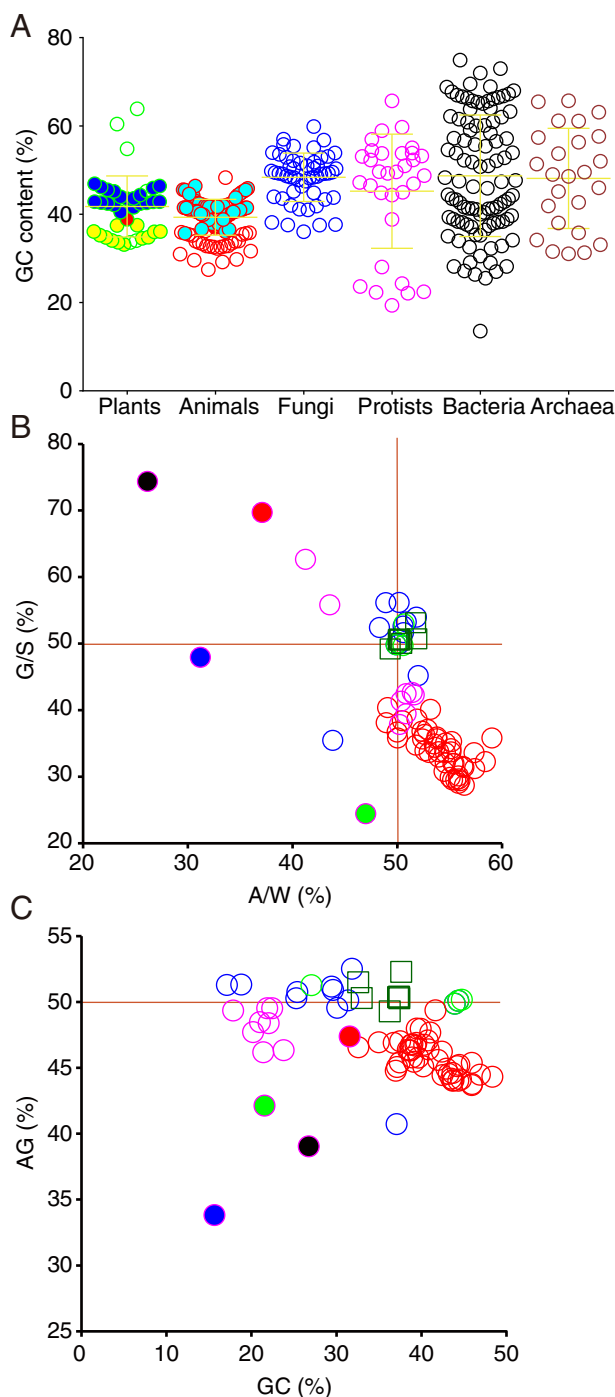 A
80
60
40
20
0
GC content (%)
Plants Animals Fungi Protists Bacteria Archaea
B
80
70
60
50
40
30
20
G/S (%)
20 30 40 50 60
A/W (%)
C
55
50
45
40
35
30
25
AG (%)
0 10 20 30 40 50
GC (%)